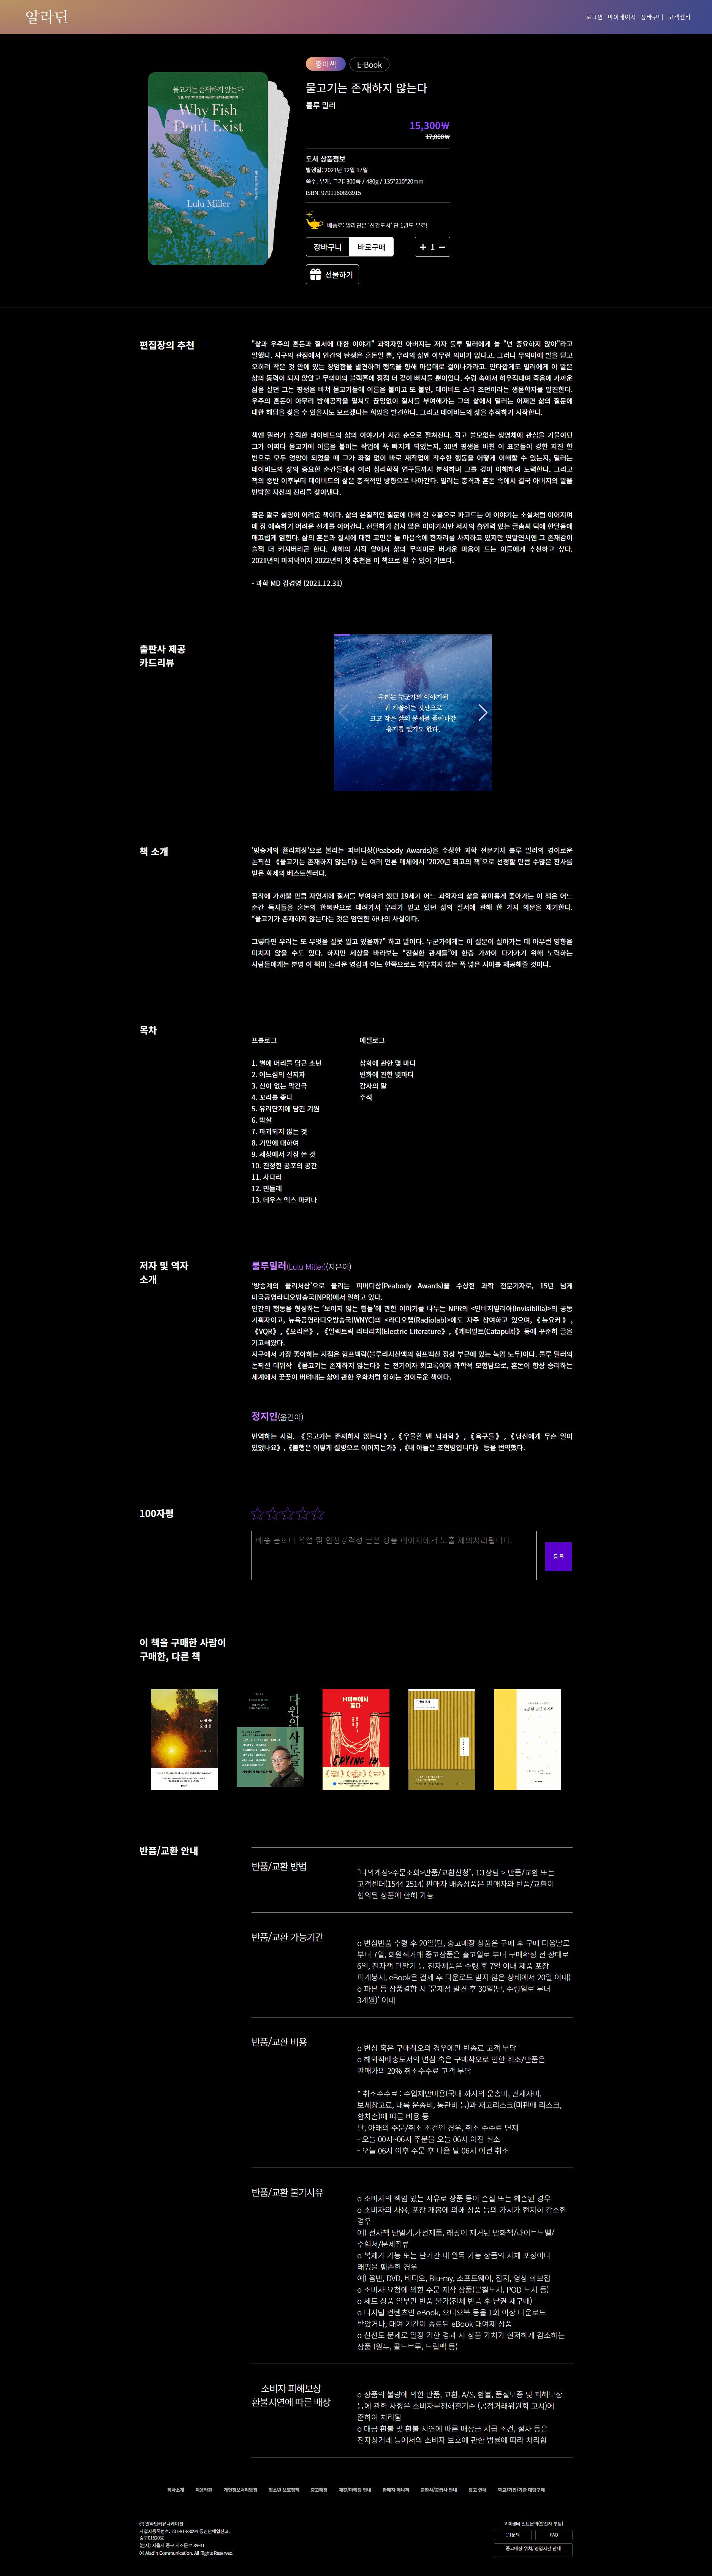 알라딘
로그인 마이페이지 장바구니 고객센터
종이책 E-Book
물고기는 존재하지 않는다
룰루 밀러
15,300₩
17,000₩
도서 상품정보
발행일: 2021년 12월 17일
쪽수, 무게, 크기: 300쪽 / 480g / 135*210*20mm
ISBN: 9791160893915
배송료: 알라딘은 '신간도서' 단 1권도 무료!
장바구니 바로구매 + 1 −
선물하기
물고기는 존재하지 않는다
Why Fish
Don't Exist
Lulu Miller
편집장의 추천
"삶과 우주의 혼돈과 질서에 대한 이야기" 과학자인 아버지는 저자 룰루 밀러에게 늘 "넌 중요하지 않아"라고
말했다. 지구의 관점에서 인간의 탄생은 혼돈일 뿐, 우리의 삶엔 아무런 의미가 없다고. 그러니 무의미에 발을 딛고
오히려 작은 것 안에 있는 장엄함을 발견하며 행복을 향해 마음대로 걸어나가라고. 안타깝게도 밀러에게 이 말은
삶의 동력이 되지 않았고 무의미의 블랙홀에 점점 더 깊이 빠져들 뿐이었다. 수렁 속에서 허우적대며 죽음에 가까운
삶을 살던 그는 평생을 바쳐 물고기들에 이름을 붙이고 또 붙인, 데이비드 스타 조던이라는 생물학자를 발견한다.
우주의 혼돈이 아무리 방해공작을 펼쳐도 끊임없이 질서를 부여해가는 그의 삶에서 밀러는 어쩌면 삶의 질문에
대한 해답을 찾을 수 있을지도 모르겠다는 희망을 발견한다. 그리고 데이비드의 삶을 추적하기 시작한다.
책엔 밀러가 추적한 데이비드의 삶의 이야기가 시간 순으로 펼쳐진다. 작고 쓸모없는 생명체에 관심을 기울이던
그가 어쩌다 물고기에 이름을 붙이는 작업에 푹 빠지게 되었는지, 30년 평생을 바친 이 표본들이 강한 지진 한
번으로 모두 엉망이 되었을 때 그가 좌절 없이 바로 재작업에 착수한 행동을 어떻게 이해할 수 있는지, 밀러는
데이비드의 삶의 중요한 순간들에서 여러 심리학적 연구들까지 분석하며 그를 깊이 이해하려 노력한다. 그리고
책의 중반 이후부터 데이비드의 삶은 충격적인 방향으로 나아간다. 밀러는 충격과 혼돈 속에서 결국 아버지의 말을
반박할 자신의 진리를 찾아낸다.
짧은 말로 설명이 어려운 책이다. 삶의 본질적인 질문에 대해 긴 호흡으로 파고드는 이 이야기는 소설처럼 이어지며
매 장 예측하기 어려운 전개를 이어간다. 전달하기 쉽지 않은 이야기지만 저자의 흡인력 있는 글솜씨 덕에 한달음에
매끄럽게 읽힌다. 삶의 혼돈과 질서에 대한 고민은 늘 마음속에 한자리를 차지하고 있지만 연말연시엔 그 존재감이
슬쩍 더 커져버리곤 한다. 새해의 시작 앞에서 삶의 무의미로 버거운 마음이 드는 이들에게 추천하고 싶다.
2021년의 마지막이자 2022년의 첫 추천을 이 책으로 할 수 있어 기쁘다.
- 과학 MD 김경영 (2021.12.31)
출판사 제공
카드리뷰
우리는 누군가의 이야기에
귀 기울이는 것만으로
크고 작은 삶의 문제를 풀어나갈
용기를 얻기도 한다.
책 소개
'방송계의 퓰리처상'으로 불리는 피버디상(Peabody Awards)을 수상한 과학 전문기자 룰루 밀러의 경이로운
논픽션 《물고기는 존재하지 않는다》는 여러 언론 매체에서 '2020년 최고의 책'으로 선정할 만큼 수많은 찬사를
받은 화제의 베스트셀러다.
집착에 가까울 만큼 자연계에 질서를 부여하려 했던 19세기 어느 과학자의 삶을 흥미롭게 좇아가는 이 책은 어느
순간 독자들을 혼돈의 한복판으로 데려가서 우리가 믿고 있던 삶의 질서에 관해 한 가지 의문을 제기한다.
"물고기가 존재하지 않는다는 것은 엄연한 하나의 사실이다.
그렇다면 우리는 또 무엇을 잘못 알고 있을까?" 하고 말이다. 누군가에게는 이 질문이 살아가는 데 아무런 영향을
미치지 않을 수도 있다. 하지만 세상을 바라보는 "진실한 관계들"에 한층 가까이 다가가기 위해 노력하는
사람들에게는 분명 이 책이 놀라운 영감과 어느 한쪽으로도 치우치지 않는 폭 넓은 시야를 제공해줄 것이다.
목차
프롤로그 에필로그
1. 별에 머리를 담근 소년 삽화에 관한 몇 마디
2. 어느섬의 선지자 변화에 관한 몇마디
3. 신이 없는 막간극 감사의 말
4. 꼬리를 좇다 주석
5. 유리단지에 담긴 기원
6. 박살
7. 파괴되지 않는 것
8. 기만에 대하여
9. 세상에서 가장 쓴 것
10. 진정한 공포의 공간
11. 사다리
12. 민들레
13. 데우스 엑스 마키나
저자 및 역자
소개
룰루밀러(Lulu Miller)(지은이)
'방송계의 퓰리처상'으로 불리는 피버디상(Peabody Awards)을 수상한 과학 전문기자로, 15년 넘게
미국공영라디오방송국(NPR)에서 일하고 있다.
인간의 행동을 형성하는 '보이지 않는 힘들'에 관한 이야기를 나누는 NPR의 <인비저빌리아(Invisibilia)>의 공동
기획자이고, 뉴욕공영라디오방송국(WNYC)의 <라디오랩(Radiolab)>에도 자주 참여하고 있으며, 《뉴요커》,
《VQR》, 《오리온》, 《일렉트릭 리터리처(Electric Literature》, 《캐터펄트(Catapult)》 등에 꾸준히 글을
기고해왔다.
지구에서 가장 좋아하는 지점은 험프백락(블루리지산맥의 험프백산 정상 부근에 있는 녹암 노두)이다. 룰루 밀러의
논픽션 데뷔작 《물고기는 존재하지 않는다》는 전기이자 회고록이자 과학적 모험담으로, 혼돈이 항상 승리하는
세계에서 꿋꿋이 버텨내는 삶에 관한 우화처럼 읽히는 경이로운 책이다.
정지인(옮긴이)
번역하는 사람. 《물고기는 존재하지 않는다》, 《우울할 땐 뇌과학》, 《욕구들》, 《당신에게 무슨 일이
있었나요》, 《불행은 어떻게 질병으로 이어지는가》, 《내 아들은 조현병입니다》 등을 번역했다.
100자평
배송 문의나 욕설 및 인신공격성 글은 상품 페이지에서 노출 제외처리됩니다.
등록
이 책을 구매한 사람이
구매한, 다른 책
다윈의 사도들
H마트에서
울다
CRYING IN
반품/교환 안내
반품/교환 방법
"나의계정>주문조회>반품/교환신청", 1:1상담 > 반품/교환 또는
고객센터(1544-2514) 판매자 배송상품은 판매자와 반품/교환이
협의된 상품에 한해 가능
반품/교환 가능기간
o 변심반품 수령 후 20일(단, 중고매장 상품은 구매 후 구매 다음날로
부터 7일, 회원직거래 중고상품은 출고일로 부터 구매확정 전 상태로
6일, 전자책 단말기 등 전자제품은 수령 후 7일 이내 제품 포장
미개봉시, eBook은 결제 후 다운로드 받지 않은 상태에서 20일 이내)
o 파본 등 상품결함 시 '문제점 발견 후 30일(단, 수령일로 부터
3개월)' 이내
반품/교환 비용
o 변심 혹은 구매착오의 경우에만 반송료 고객 부담
o 해외직배송도서의 변심 혹은 구매착오로 인한 취소/반품은
판매가의 20% 취소수수료 고객 부담
* 취소수수료 : 수입제반비용(국내 까지의 운송비, 관세사비,
보세창고료, 내륙 운송비, 통관비 등)과 재고리스크(미판매 리스크,
환차손)에 따른 비용 등
단, 아래의 주문/취소 조건인 경우, 취소 수수료 면제
- 오늘 00시~06시 주문을 오늘 06시 이전 취소
- 오늘 06시 이후 주문 후 다음 날 06시 이전 취소
반품/교환 불가사유
o 소비자의 책임 있는 사유로 상품 등이 손실 또는 훼손된 경우
o 소비자의 사용, 포장 개봉에 의해 상품 등의 가치가 현저히 감소한
경우
예) 전자책 단말기,가전제품, 래핑이 제거된 만화책/라이트노벨/
수험서/문제집류
o 복제가 가능 또는 단기간 내 완독 가능 상품의 자체 포장이나
래핑을 훼손한 경우
예) 음반, DVD, 비디오, Blu-ray, 소프트웨어, 잡지, 영상 화보집
o 소비자 요청에 의한 주문 제작 상품(분철도서, POD 도서 등)
o 세트 상품 일부만 반품 불가(전체 반품 후 낱권 재구매)
o 디지털 컨텐츠인 eBook, 오디오북 등을 1회 이상 다운로드
받았거나, 대여 기간이 종료된 eBook 대여제 상품
o 신선도 문제로 일정 기한 경과 시 상품 가치가 현저하게 감소하는
상품 (원두, 콜드브루, 드립백 등)
소비자 피해보상
환불지연에 따른 배상
o 상품의 불량에 의한 반품, 교환, A/S, 환불, 품질보증 및 피해보상
등에 관한 사항은 소비자분쟁해결기준 (공정거래위원회 고시)에
준하여 처리됨
o 대금 환불 및 환불 지연에 따른 배상금 지급 조건, 절차 등은
전자상거래 등에서의 소비자 보호에 관한 법률에 따라 처리함
회사소개 이용약관 개인정보처리방침 청소년 보호정책 중고매장 제휴/마케팅 안내 판매자 매니저 출판사/공급사 안내 광고 안내 학교/기업/기관 대량구매
㈜ 알라딘커뮤니케이션
사업자등록번호: 201-81-83094 통신판매업신고:
중구01520호
(본사) 서울시 중구 서소문로 89-31
ⓒ Aladin Communication. All Rights Reserved.
고객센터 일반문의(발신자 부담)
1:1문의 FAQ
중고매장 위치, 영업시간 안내